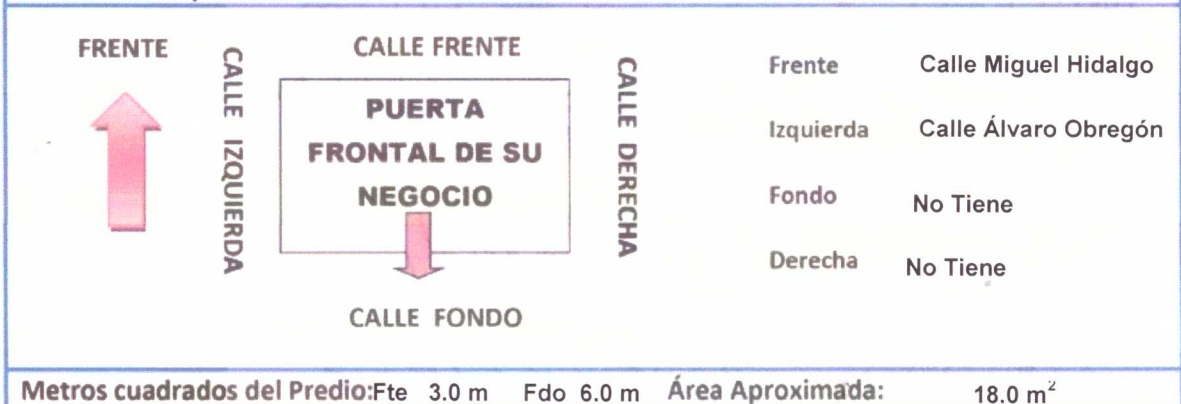 FRENTE
CALLE IZQUIERDA
CALLE FRENTE
PUERTA
FRONTAL DE SU
NEGOCIO
CALLE FONDO
CALLE DERECHA
Frente Calle Miguel Hidalgo
Izquierda Calle Álvaro Obregón
Fondo No Tiene
Derecha No Tiene
Metros cuadrados del Predio:Fte 3.0 m Fdo 6.0 m Área Aproximada: 18.0 m²